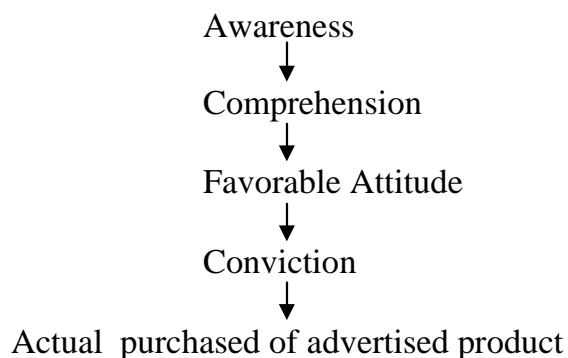 Awareness
Comprehension
Favorable Attitude
Conviction
Actual purchased of advertised product